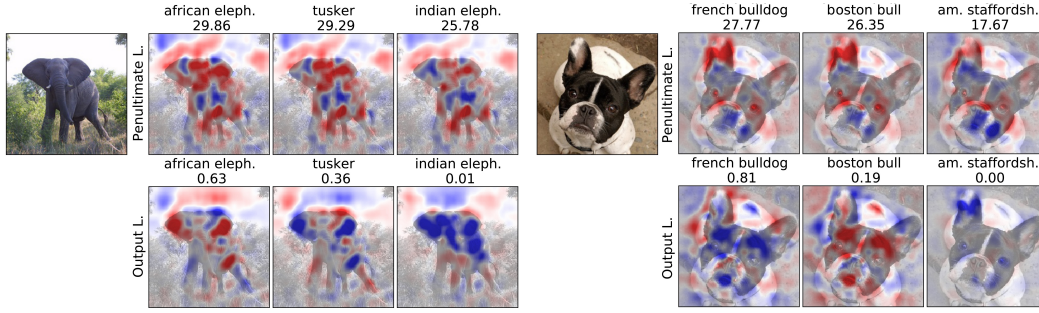 african eleph.
29.86
tusker
29.29
indian eleph.
25.78
Penultimate L.
african eleph.
0.63
tusker
0.36
indian eleph.
0.01
Output L.
french bulldog
27.77
boston bull
26.35
am. staffordsh.
17.67
Penultimate L.
french bulldog
0.81
boston bull
0.19
am. staffordsh.
0.00
Output L.